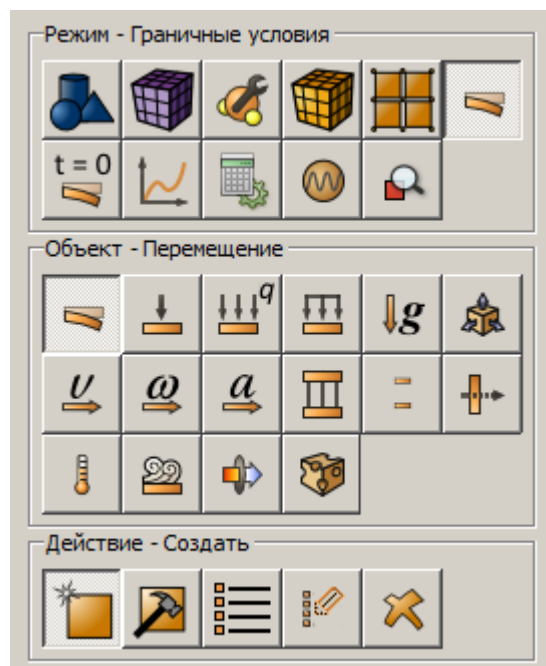 Режим - Граничные условия
t = 0
Объект - Перемещение
q
g
υ ω a
Действие - Создать